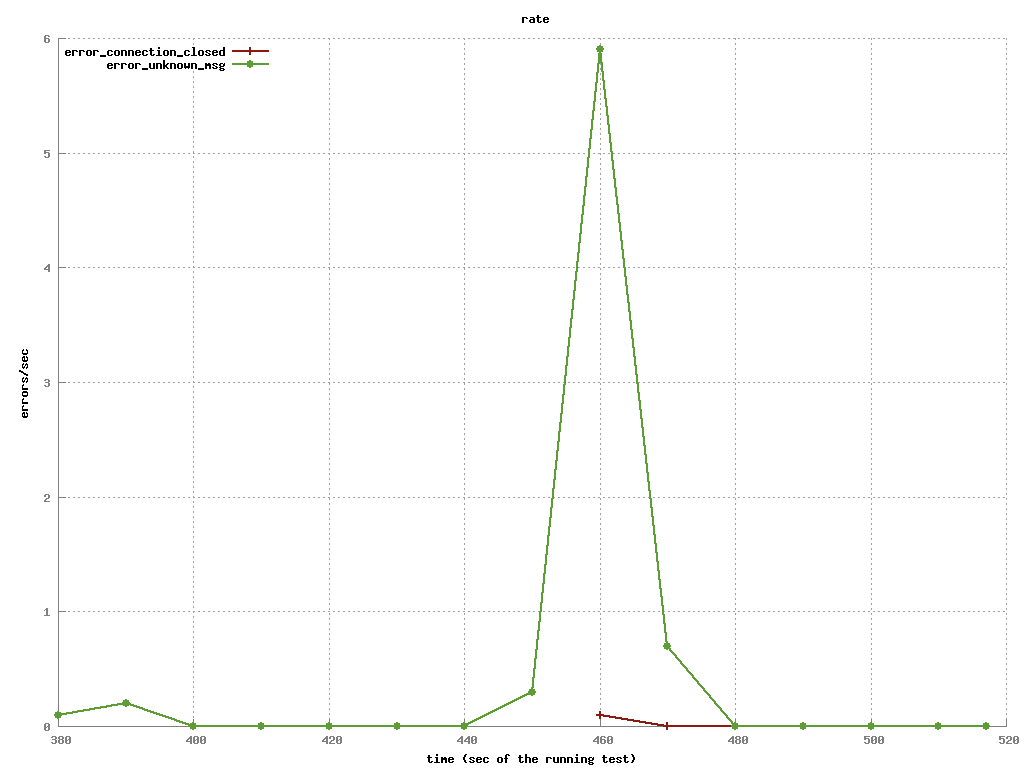 rate
error_connection_closed
error_unknown_msg
6
5
4
3
2
1
0
errors/sec
380 400 420 440 460 480 500 520
time (sec of the running test)